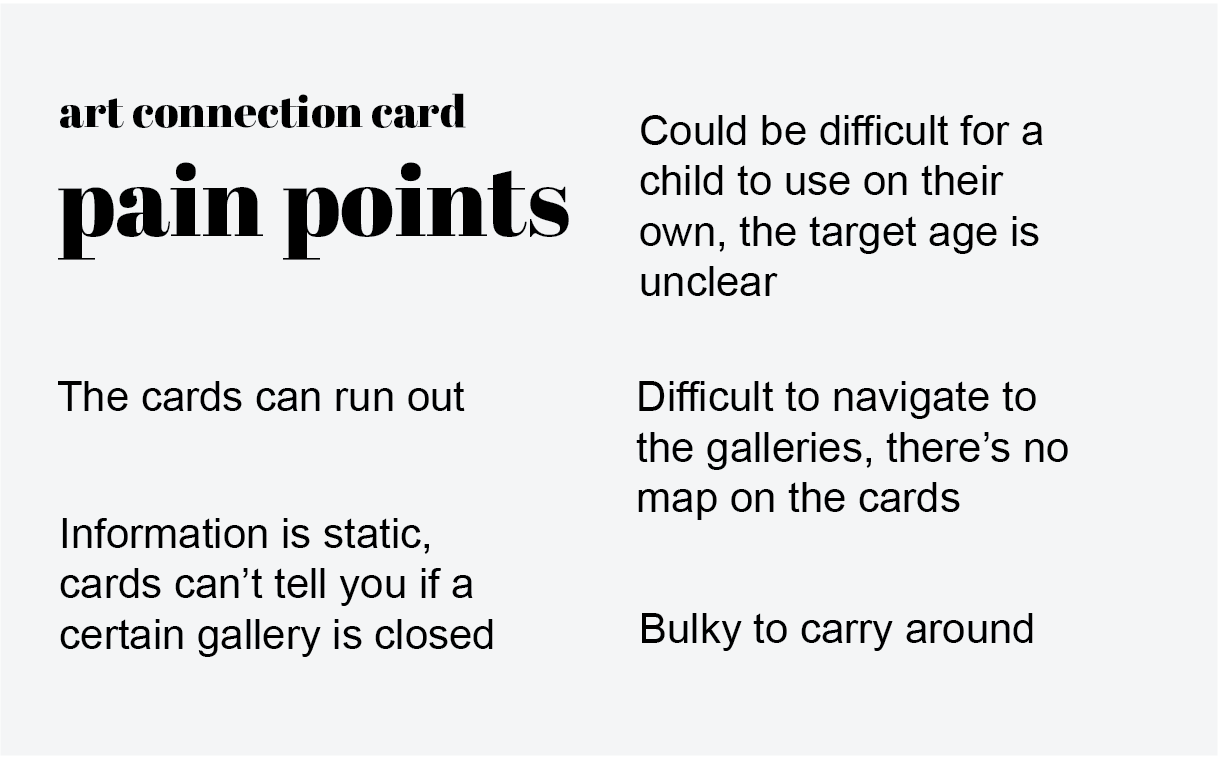 art connection card
pain points
The cards can run out
Information is static,
cards can’t tell you if a
certain gallery is closed
Could be difficult for a
child to use on their
own, the target age is
unclear
Difficult to navigate to
the galleries, there’s no
map on the cards
Bulky to carry around